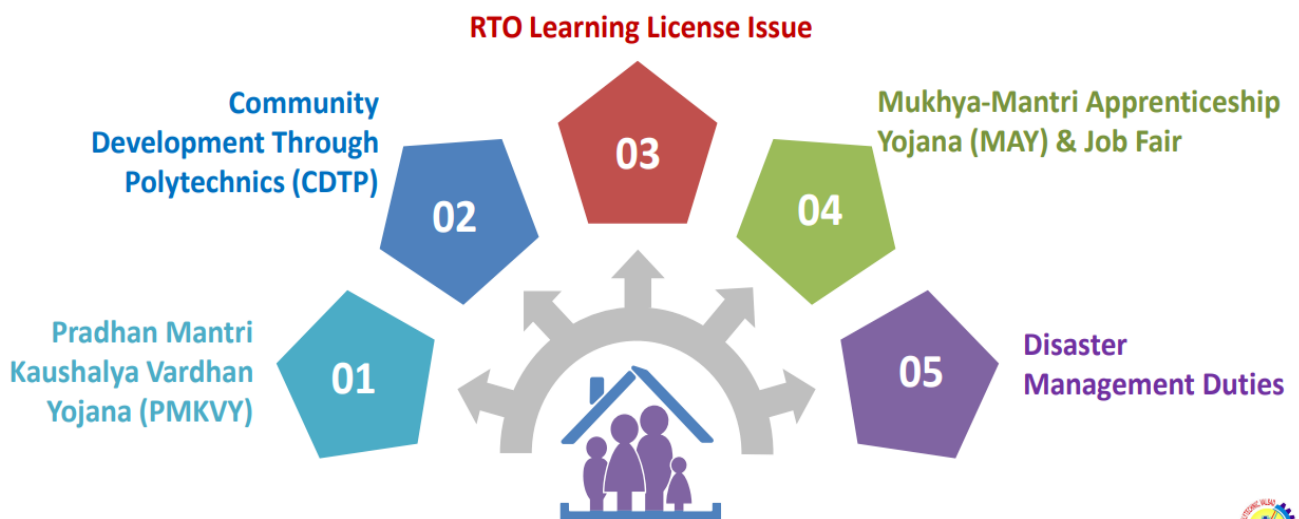 RTO Learning License Issue
Community
Development Through
Polytechnics (CDTP)
Mukhya-Mantri Apprenticeship
Yojana (MAY) & Job Fair
03
02
04
Pradhan Mantri
Kaushalya Vardhan
Yojana (PMKVY)
01
05
Disaster
Management Duties